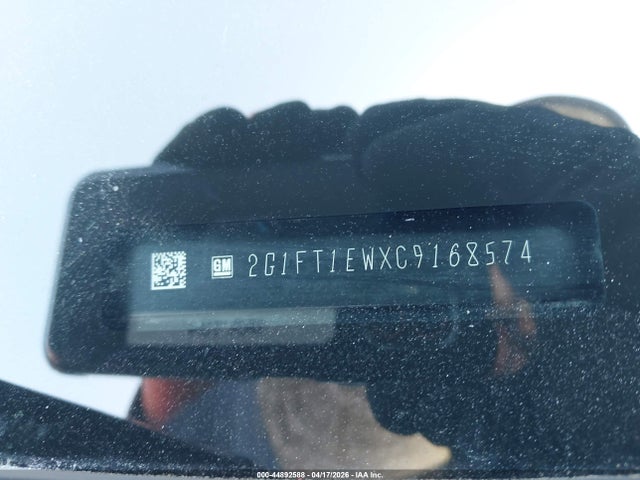 GM 2G1FT1EWXC9168574
000-44892588 - 04/17/2026 - IAA Inc.